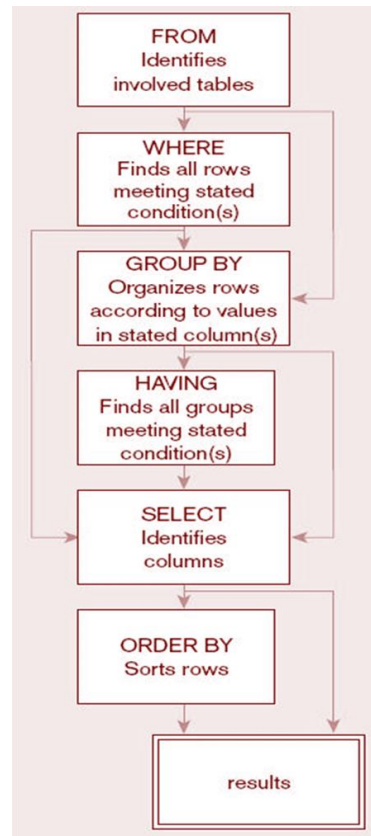 FROM
Identifies
involved tables
WHERE
Finds all rows
meeting stated
condition(s)
GROUP BY
Organizes rows
according to values
in stated column(s)
HAVING
Finds all groups
meeting stated
condition(s)
SELECT
Identifies
columns
ORDER BY
Sorts rows
results